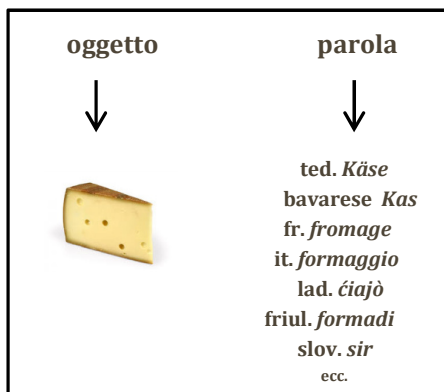 oggetto
parola
ted. Käse
bavarese Kas
fr. fromage
it. formaggio
lad. ćiajò
friul. formadi
slov. sir
ecc.